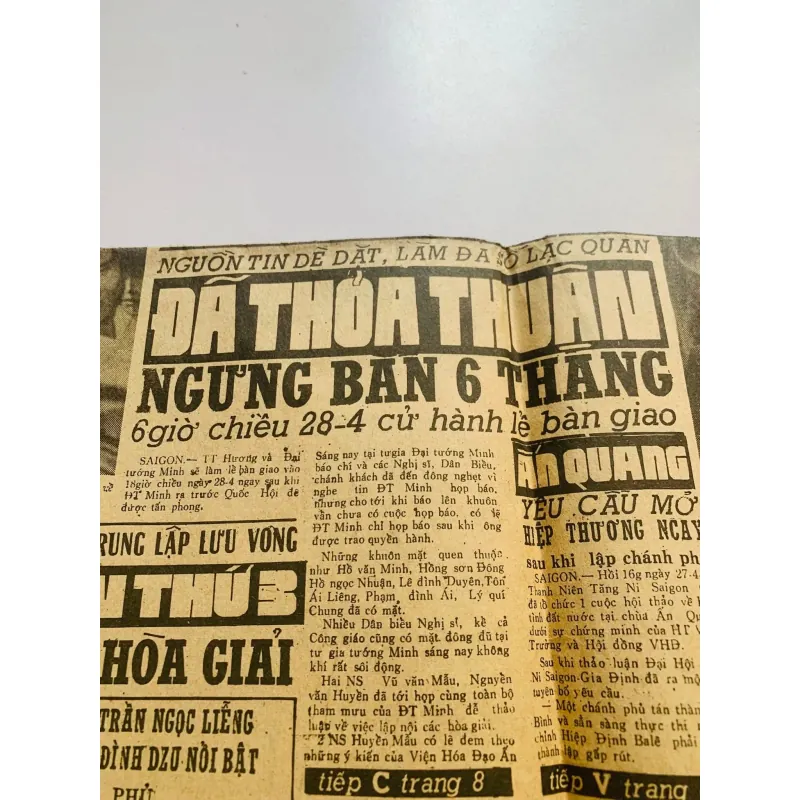 NGUỒN TIN DÈ DẶT, LÀM ĐA SỐ LẠC QUAN
ĐÃ THỎA THUẬN
NGƯNG BẮN 6 THÁNG
6 giờ chiều 28-4 cử hành lễ bàn giao
SAIGON.— TT Hương và Đại
tướng Minh sẽ làm lễ bàn giao vào
18giờ chiều ngày 28-4 ngay sau khi
ĐT Minh ra trước Quốc Hội để
được tấn phong.
về
RUNG LẬP LƯU VONG
THỨ 3
HÒA GIẢI
TRẦN NGỌC LIỄNG
ĐÌNH DZU NỔI BẬT
PHỦ
Sáng nay tại tưgia Đại tướng Minh
báo chí và các Nghị sĩ, Dân Biểu,
chánh khách đã đến đông nghẹt vì
nghe tin ĐT Minh họp báo,
nhưng cho tới khi báo lên khuôn
vẫn chưa có cuộc họp báo. có lẽ
ĐT Minh chỉ họp báo sau khi ông
được trao quyền hành.
Những khuôn mặt quen thuộc
như Hồ văn Minh, Hồng sơn Đông
Hồ ngọc Nhuận, Lê đình Duyên, Tôn
Ái Liêng, Phạm đình Ái, Lý quí
Chung đã có mặt.
Nhiều Dân biểu Nghị sĩ, kể cả
Công giáo cũng có mặt đông đủ tại
tư gia tướng Minh sáng nay không
khí rất sôi động.
Hai NS Vũ văn Mẫu, Nguyễn
văn Huyền đã tới họp cùng toàn bộ
tham mưu của ĐT Minh để thảo
luận về việc lập nội các hòa giải.
2 NS Huyền Mẫu có lẽ đem theo
những ý kiến của Viện Hóa Đạo Ấn
tiếp C trang 8
ẤN QUANG
YÊU CẦU MỞ
HIỆP THƯƠNG NGAY
sau khi lập chánh ph
SAIGON.— Hồi 16g ngày 27-4
Thanh Niên Tăng Ni Saigon
đã tổ chức 1 cuộc hội thảo về
tình đất nước tại chùa Ấn Qu
dưới sự chứng minh của HT V
Trưởng và Hội đồng VHĐ.
Sau khi thảo luận Đại Hội
Ni Saigon Gia Định đã ra mộ
tuyên bố yêu cầu.
— Một chánh phủ tán thàn
Bình và sẵn sàng thực thi n
chỉnh Hiệp Định Balê phải
thành lập gấp rút.
tiếp V trang